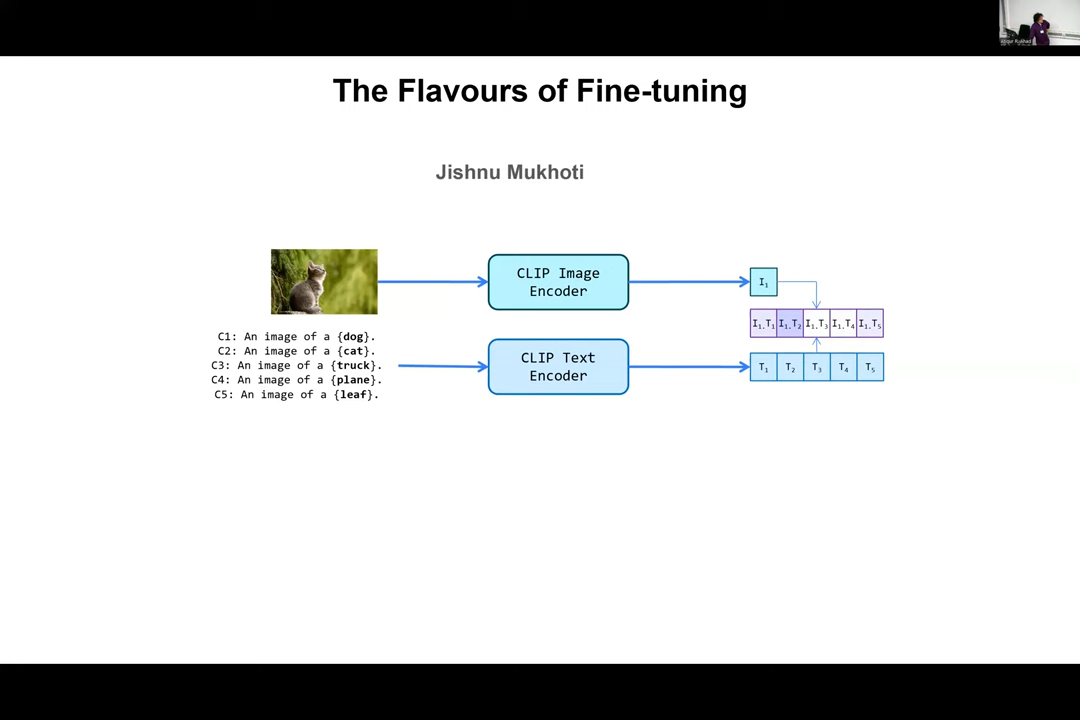 The Flavours of Fine-tuning
Jishnu Mukhoti
CLIP Image
Encoder
I1
C1: An image of a {dog}.
C2: An image of a {cat}.
C3: An image of a {truck}.
C4: An image of a {plane}.
C5: An image of a {leaf}.
CLIP Text
Encoder
I1.T1 I1.T2 I1.T3 I1.T4 I1.T5
T1 T2 T3 T4 T5